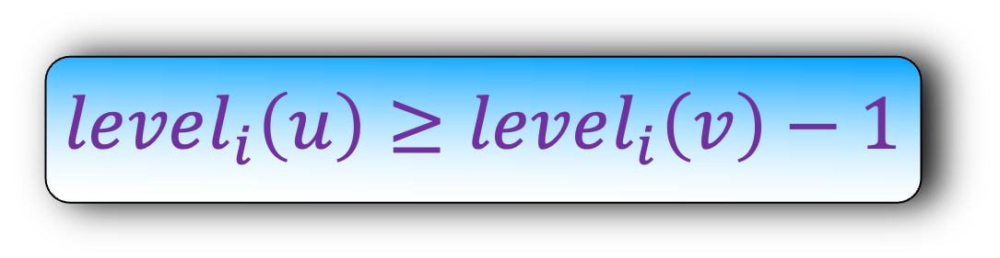 levelᵢ(u) ≥ levelᵢ(v) − 1